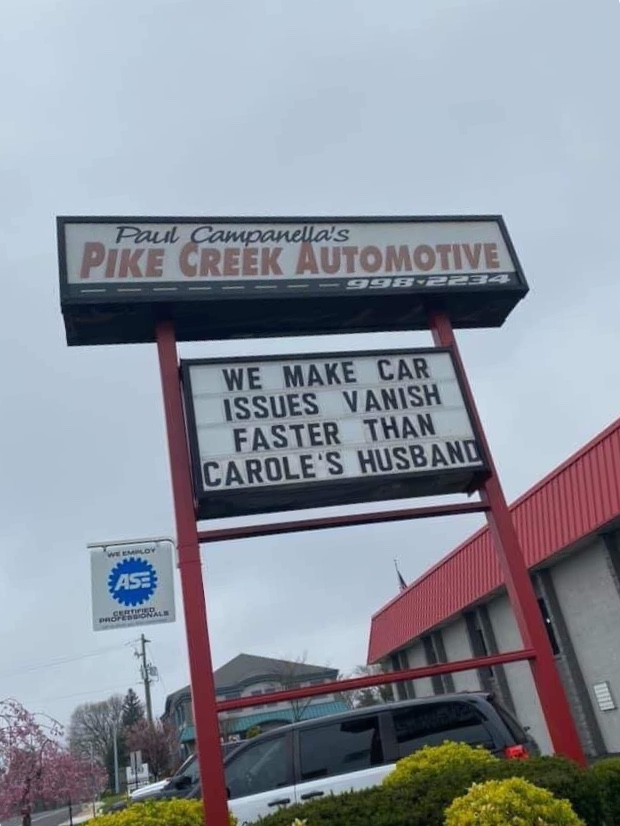 Paul Campanella's
PIKE CREEK AUTOMOTIVE
998-2234
WE MAKE CAR
ISSUES VANISH
FASTER THAN
CAROLE'S HUSBAND
WE EMPLOY
ASE
CERTIFIED
PROFESSIONALS